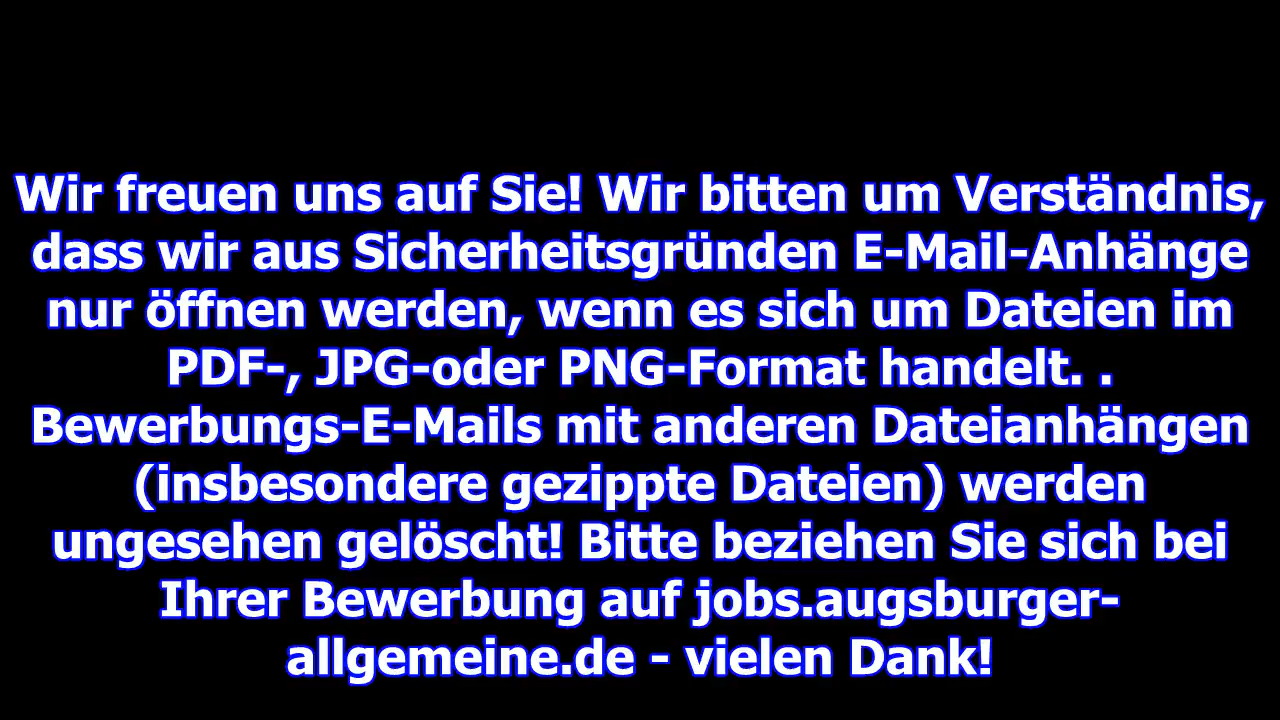 Wir freuen uns auf Sie! Wir bitten um Verständnis,
dass wir aus Sicherheitsgründen E-Mail-Anhänge
nur öffnen werden, wenn es sich um Dateien im
PDF-, JPG-oder PNG-Format handelt. .
Bewerbungs-E-Mails mit anderen Dateianhängen
(insbesondere gezippte Dateien) werden
ungesehen gelöscht! Bitte beziehen Sie sich bei
Ihrer Bewerbung auf jobs.augsburger-
allgemeine.de - vielen Dank!